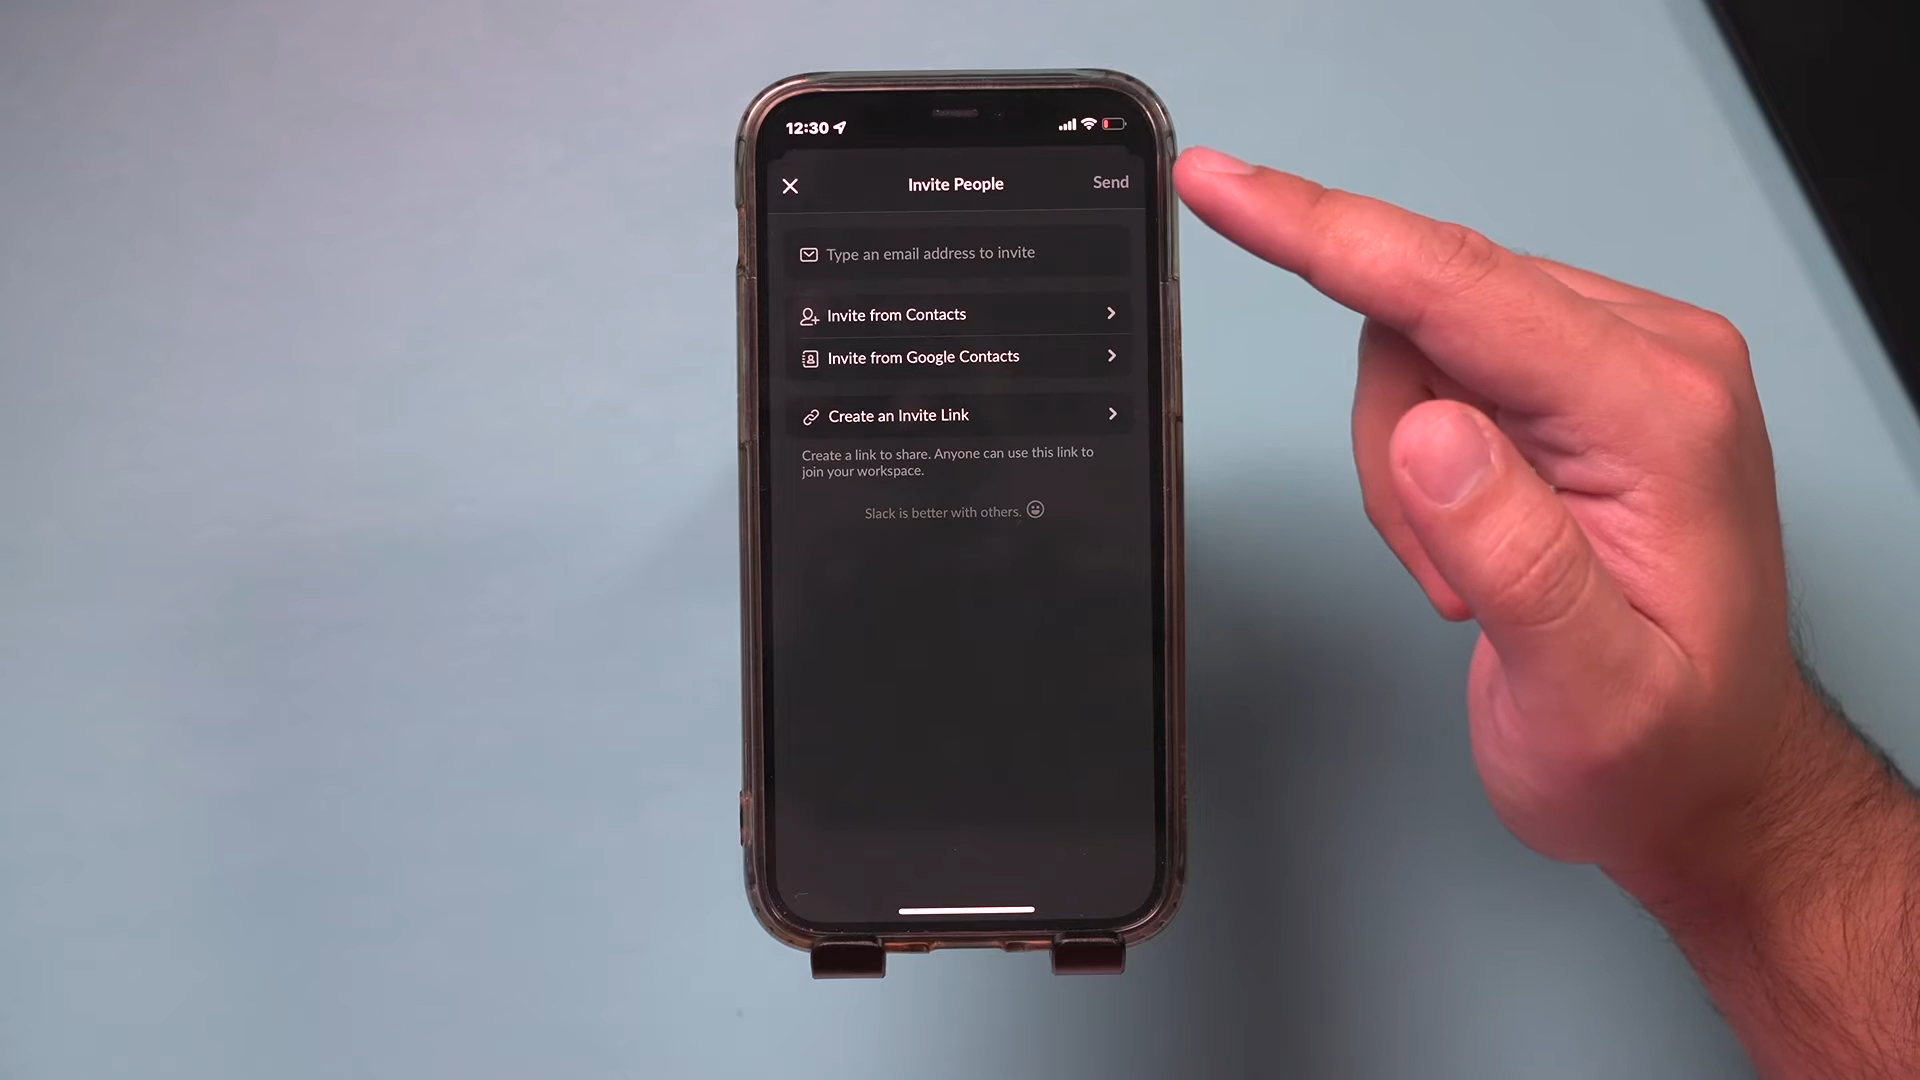 12:30
Invite People
Send
Type an email address to invite
Invite from Contacts
Invite from Google Contacts
Create an Invite Link
Create a link to share. Anyone can use this link to
join your workspace.
Slack is better with others.